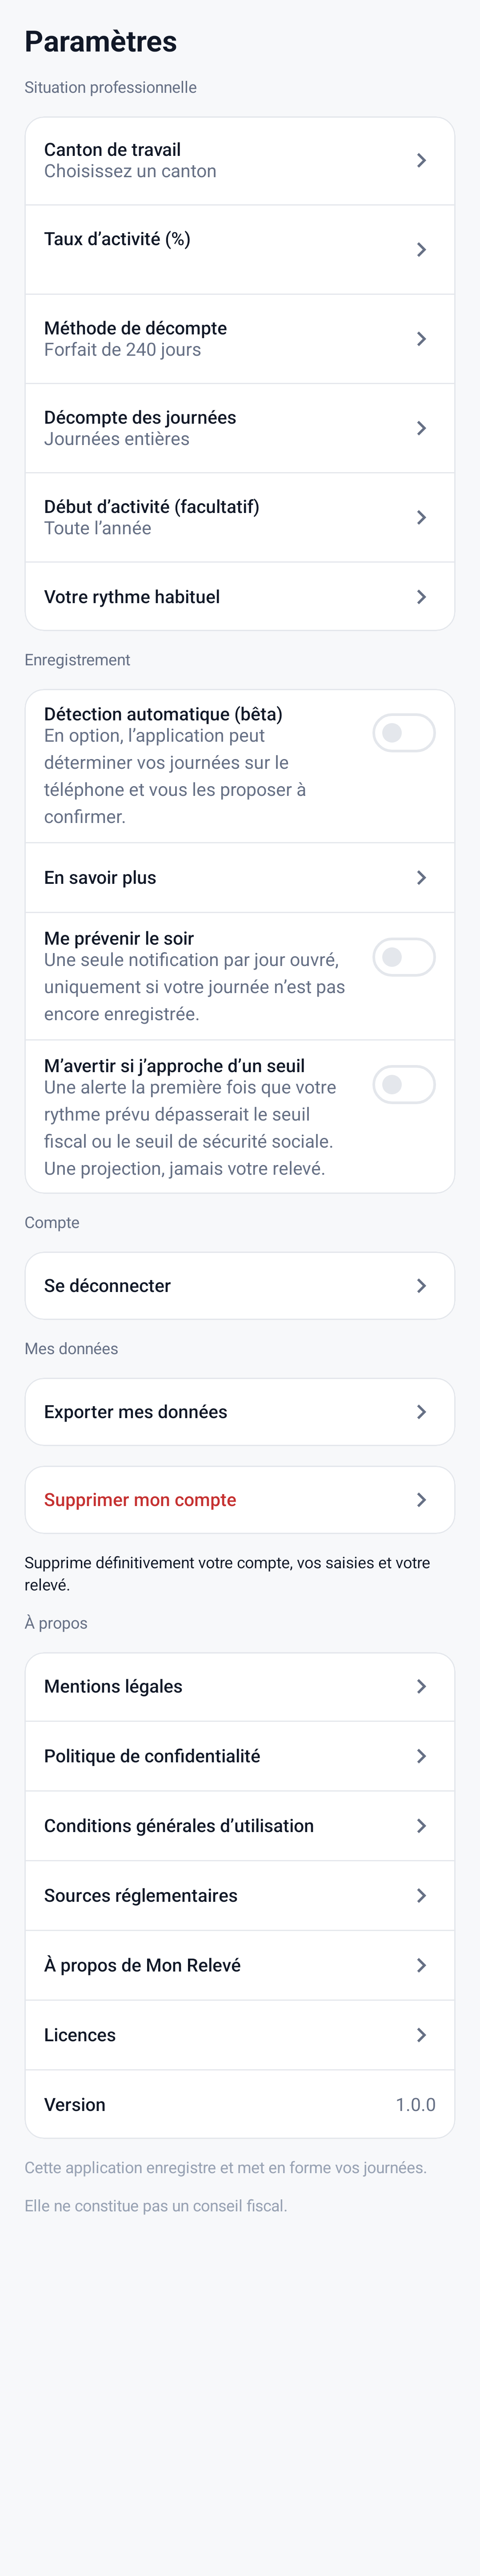 Paramètres
Situation professionnelle
Canton de travail
Choisissez un canton
Taux d’activité (%)
Méthode de décompte
Forfait de 240 jours
Décompte des journées
Journées entières
Début d’activité (facultatif)
Toute l’année
Votre rythme habituel
Enregistrement
Détection automatique (bêta)
En option, l’application peut
déterminer vos journées sur le
téléphone et vous les proposer à
confirmer.
En savoir plus
Me prévenir le soir
Une seule notification par jour ouvré,
uniquement si votre journée n’est pas
encore enregistrée.
M’avertir si j’approche d’un seuil
Une alerte la première fois que votre
rythme prévu dépasserait le seuil
fiscal ou le seuil de sécurité sociale.
Une projection, jamais votre relevé.
Compte
Se déconnecter
Mes données
Exporter mes données
Supprimer mon compte
Supprime définitivement votre compte, vos saisies et votre
relevé.
À propos
Mentions légales
Politique de confidentialité
Conditions générales d’utilisation
Sources réglementaires
À propos de Mon Relevé
Licences
Version 1.0.0
Cette application enregistre et met en forme vos journées.
Elle ne constitue pas un conseil fiscal.